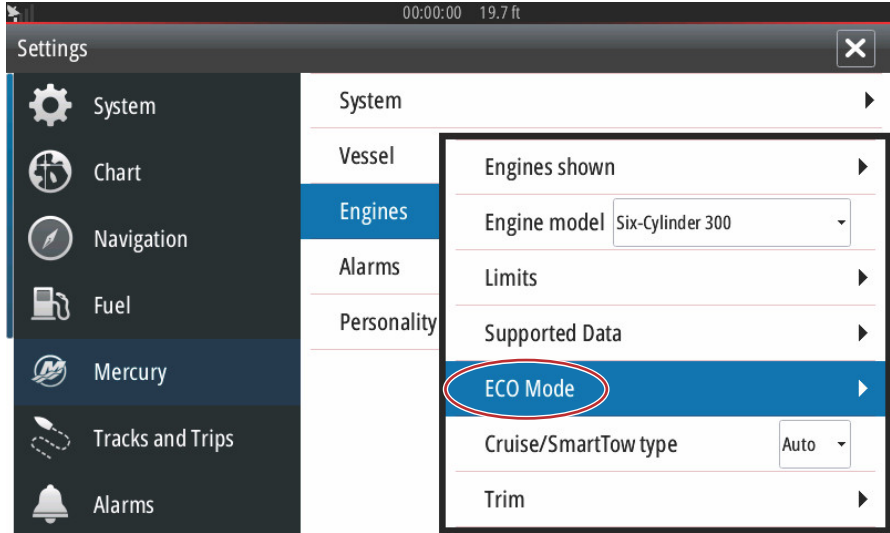 00:00:00 19.7 ft
Settings
System
Chart
Navigation
Fuel
Mercury
Tracks and Trips
Alarms
System
Vessel
Engines
Alarms
Personality
Engines shown
Engine model Six-Cylinder 300
Limits
Supported Data
ECO Mode
Cruise/SmartTow type Auto
Trim